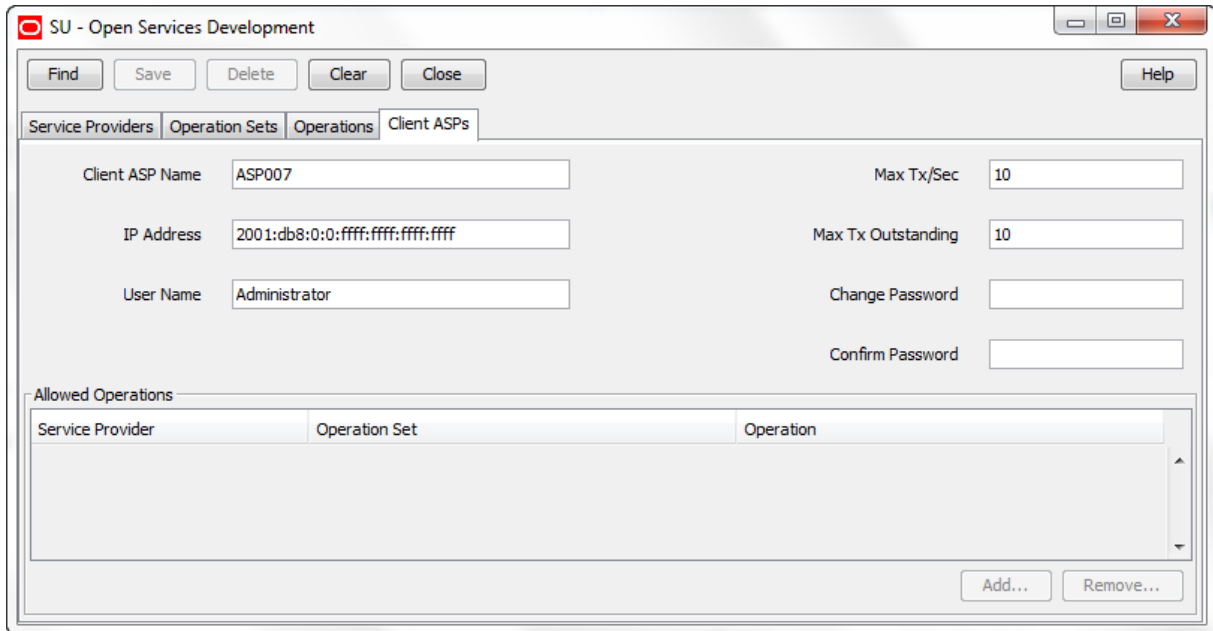 SU - Open Services Development
Find Save Delete Clear Close Help
Service Providers Operation Sets Operations Client ASPs
Client ASP Name ASP007 Max Tx/Sec 10
IP Address 2001:db8:0:0:ffff:ffff:ffff:ffff Max Tx Outstanding 10
User Name Administrator Change Password
Confirm Password
Allowed Operations
Service Provider Operation Set Operation
Add... Remove...